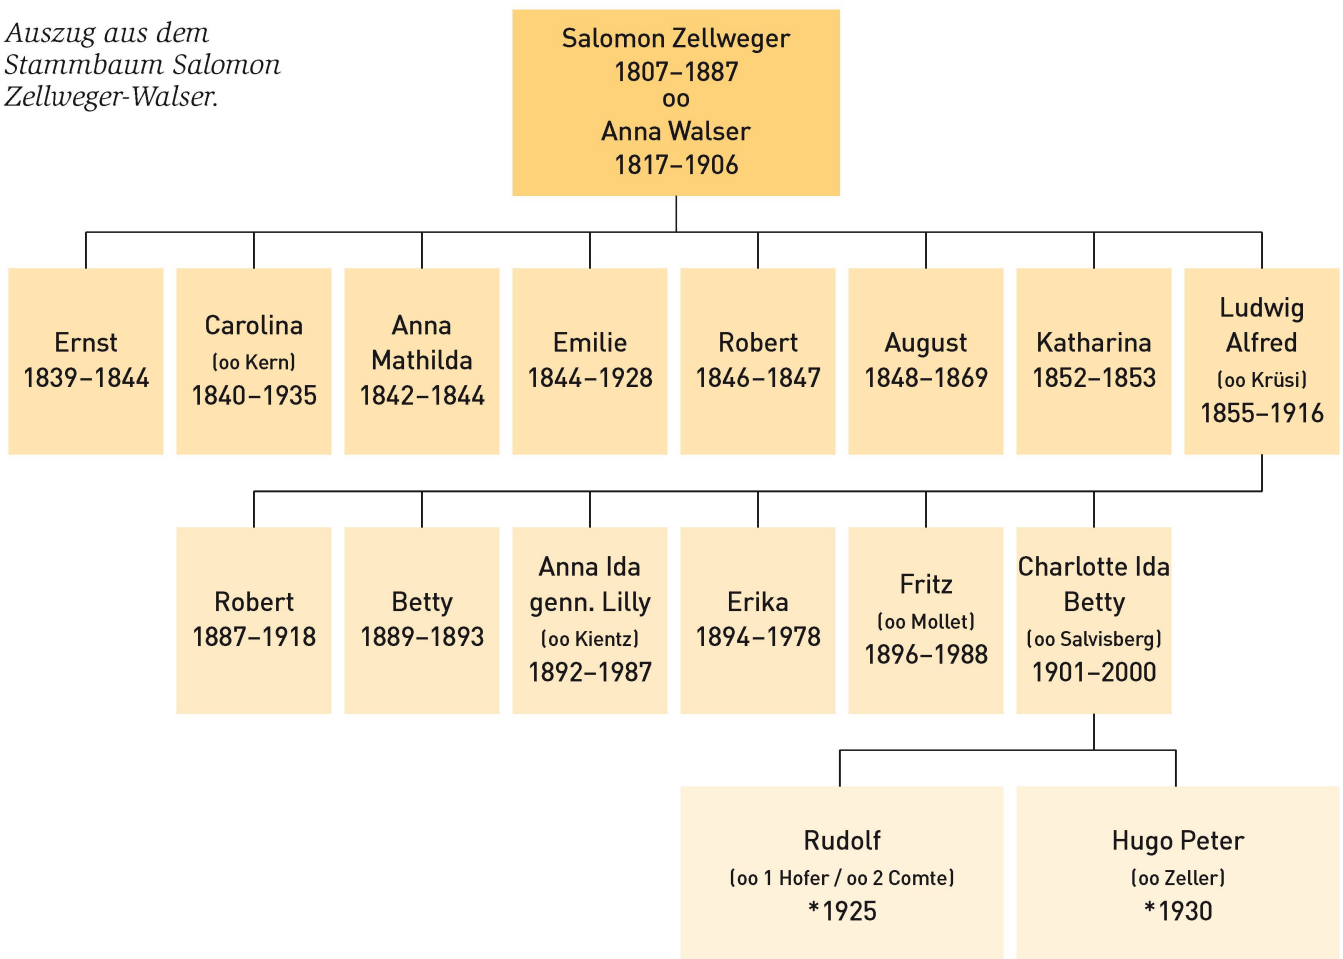 Auszug aus dem
Stammbaum Salomon
Zellweger-Walser.
Salomon Zellweger
1807–1887
oo
Anna Walser
1817–1906
Ernst
1839–1844
Carolina
(oo Kern)
1840–1935
Anna
Mathilda
1842–1844
Emilie
1844–1928
Robert
1846–1847
August
1848–1869
Katharina
1852–1853
Ludwig
Alfred
(oo Krüsi)
1855–1916
Robert
1887–1918
Betty
1889–1893
Anna Ida
genn. Lilly
(oo Kientz)
1892–1987
Erika
1894–1978
Fritz
(oo Mollet)
1896–1988
Charlotte Ida
Betty
(oo Salvisberg)
1901–2000
Rudolf
(oo 1 Hofer / oo 2 Comte)
*1925
Hugo Peter
(oo Zeller)
*1930